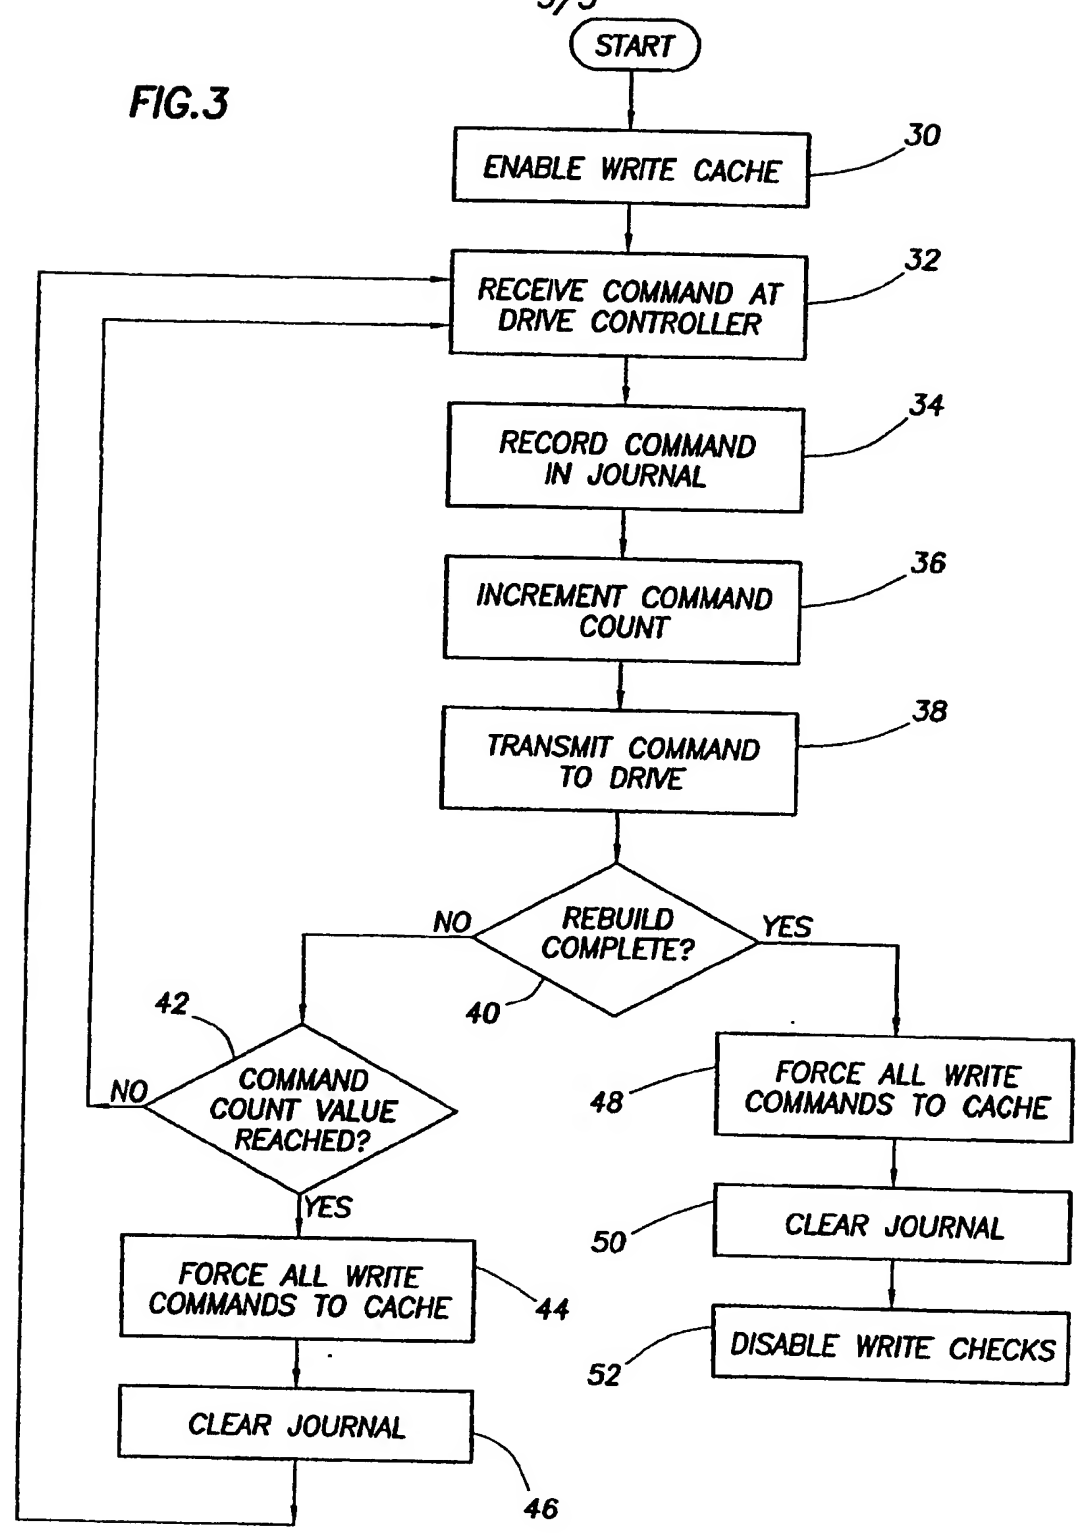 3/3
START
FIG.3
30
ENABLE WRITE CACHE
32
RECEIVE COMMAND AT
DRIVE CONTROLLER
34
RECORD COMMAND
IN JOURNAL
36
INCREMENT COMMAND
COUNT
38
TRANSMIT COMMAND
TO DRIVE
NO
REBUILD
COMPLETE?
YES
40
42
NO
COMMAND
COUNT VALUE
REACHED?
YES
48
FORCE ALL WRITE
COMMANDS TO CACHE
50
CLEAR JOURNAL
FORCE ALL WRITE
COMMANDS TO CACHE
44
52
DISABLE WRITE CHECKS
CLEAR JOURNAL
46